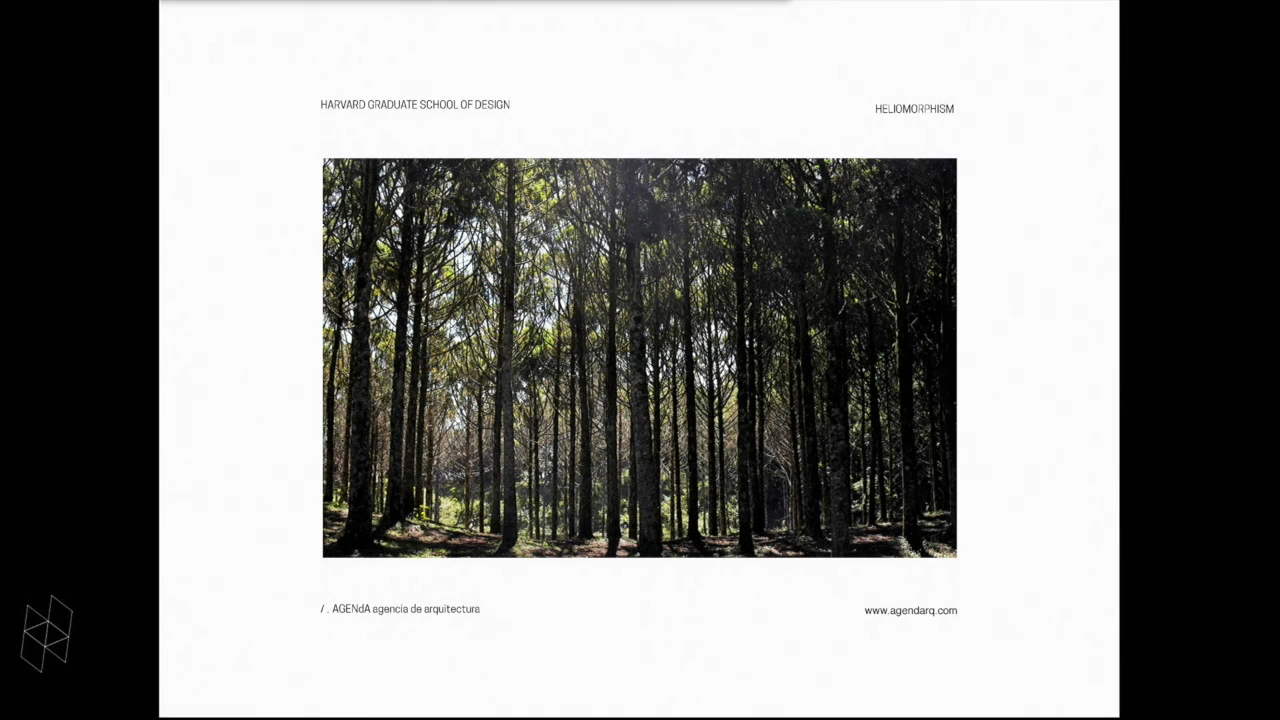 HARVARD GRADUATE SCHOOL OF DESIGN
HELIOMORPHISM
/ . AGENdA agencia de arquitectura
www.agendarq.com